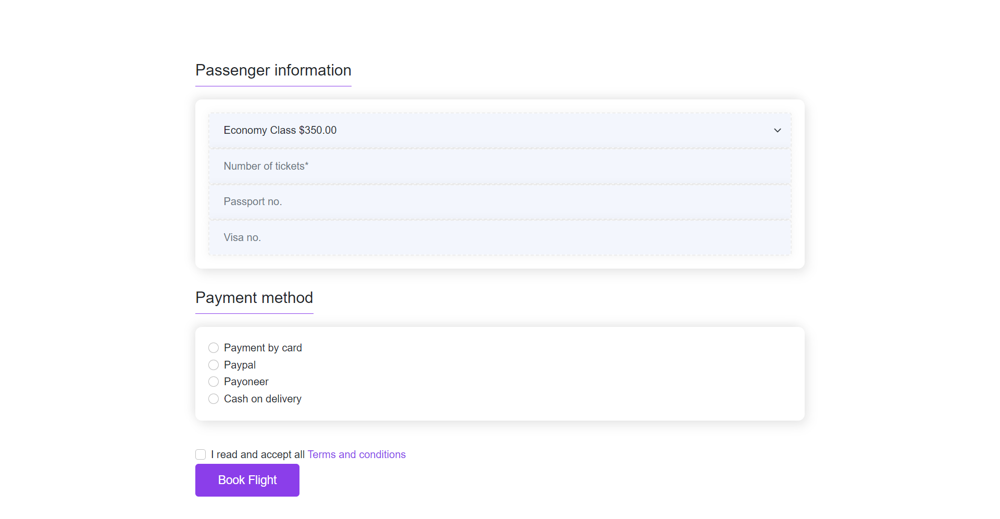 Passenger information
Economy Class $350.00
Number of tickets*
Passport no.
Visa no.
Payment method
Payment by card
Paypal
Payoneer
Cash on delivery
I read and accept all Terms and conditions
Book Flight